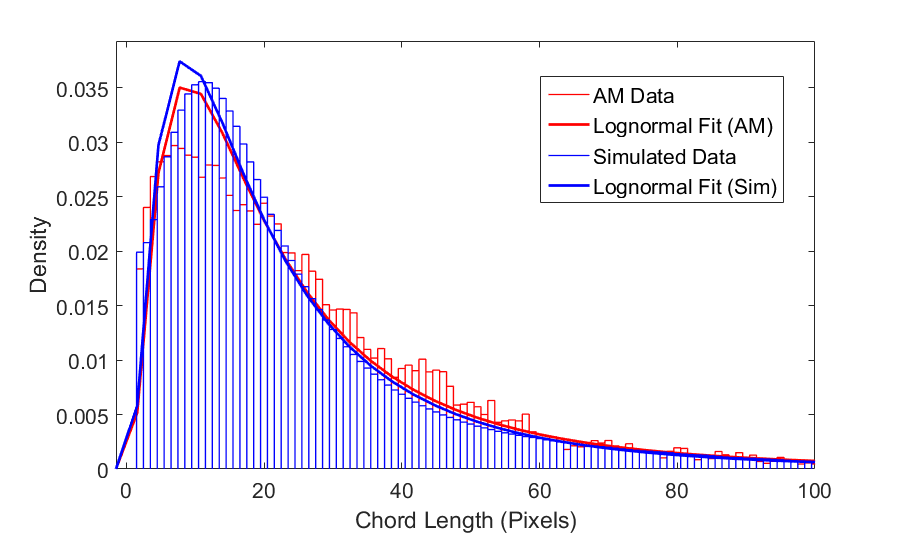 0.035
0.03
0.025
0.02
0.015
0.01
0.005
0
Density
AM Data
Lognormal Fit (AM)
Simulated Data
Lognormal Fit (Sim)
0 20 40 60 80 100
Chord Length (Pixels)